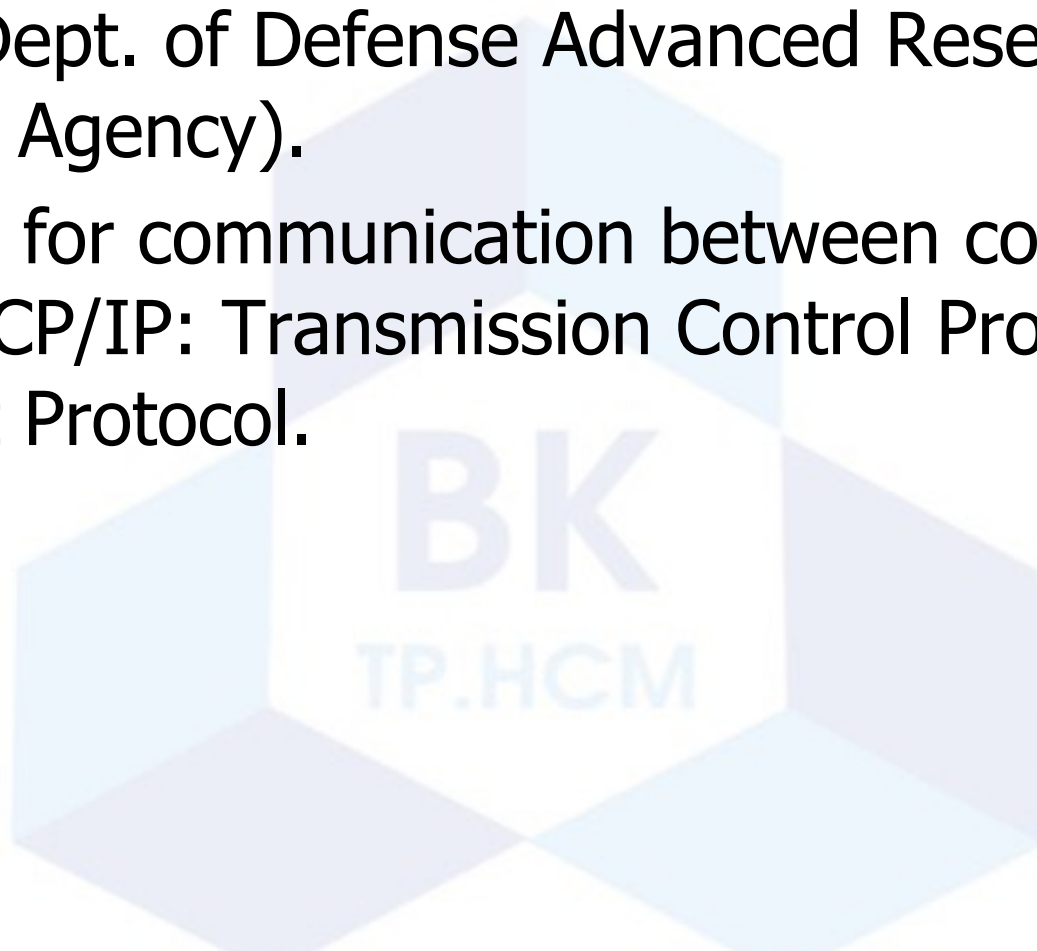 Dept. of Defense Advanced Rese
Agency).
for communication between co
CP/IP: Transmission Control Pro
Protocol.
BK
TP.HCM